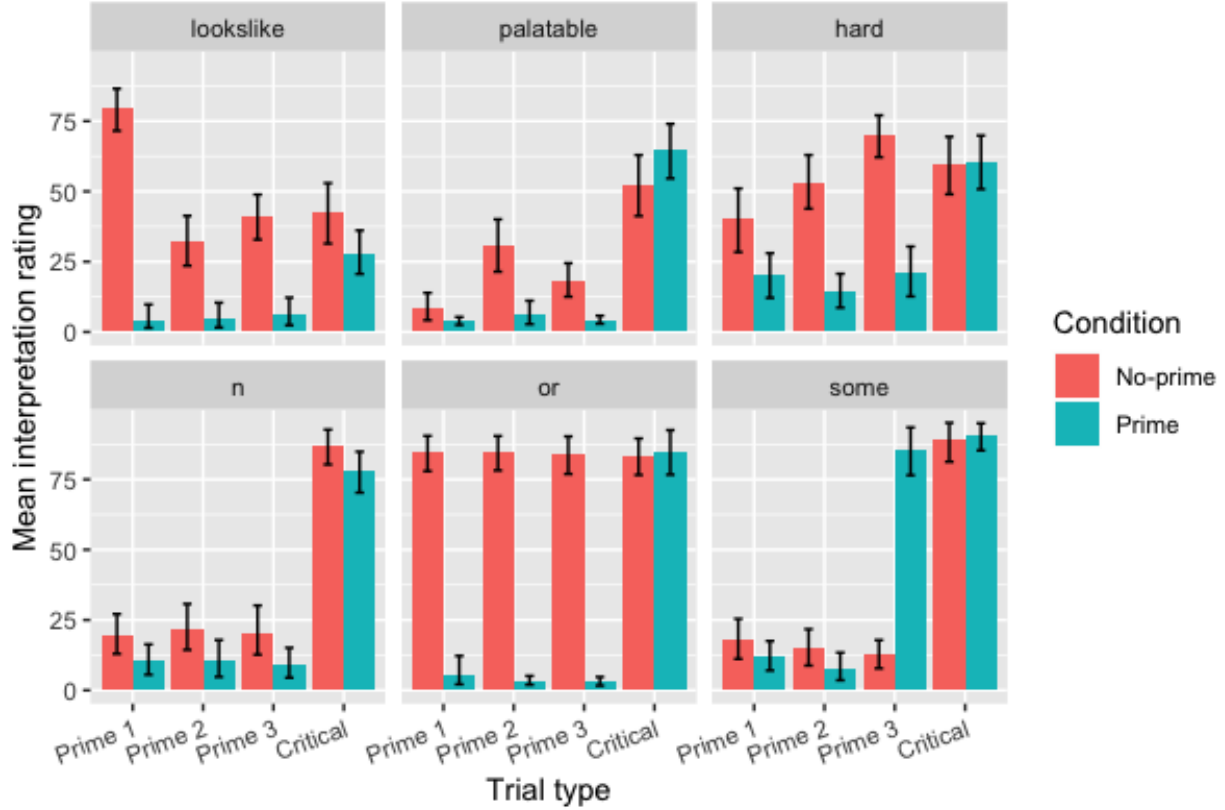 lookslike palatable hard
75
50
25
0
n or some
75
50
25
0
Prime 1 Prime 2 Prime 3 Critical Prime 1 Prime 2 Prime 3 Critical Prime 1 Prime 2 Prime 3 Critical
Trial type
Mean interpretation rating
Condition
No-prime
Prime